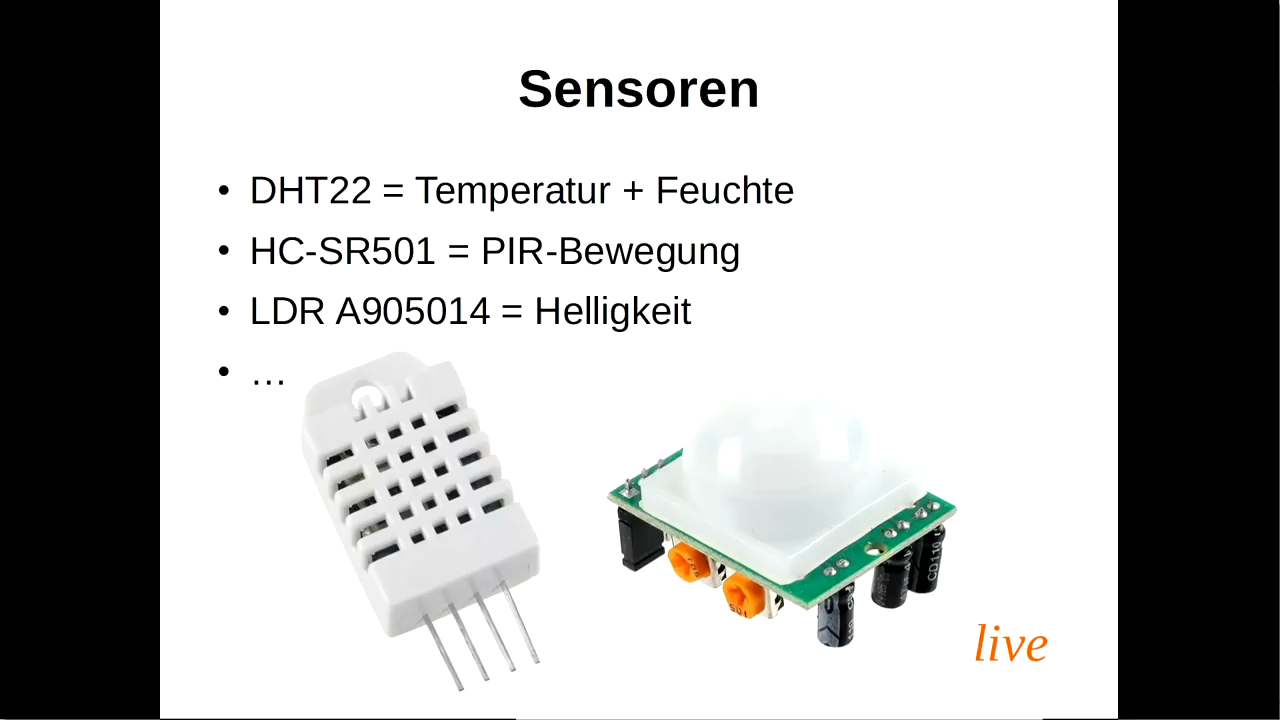 Sensoren
• DHT22 = Temperatur + Feuchte
• HC-SR501 = PIR-Bewegung
• LDR A905014 = Helligkeit
• …
live